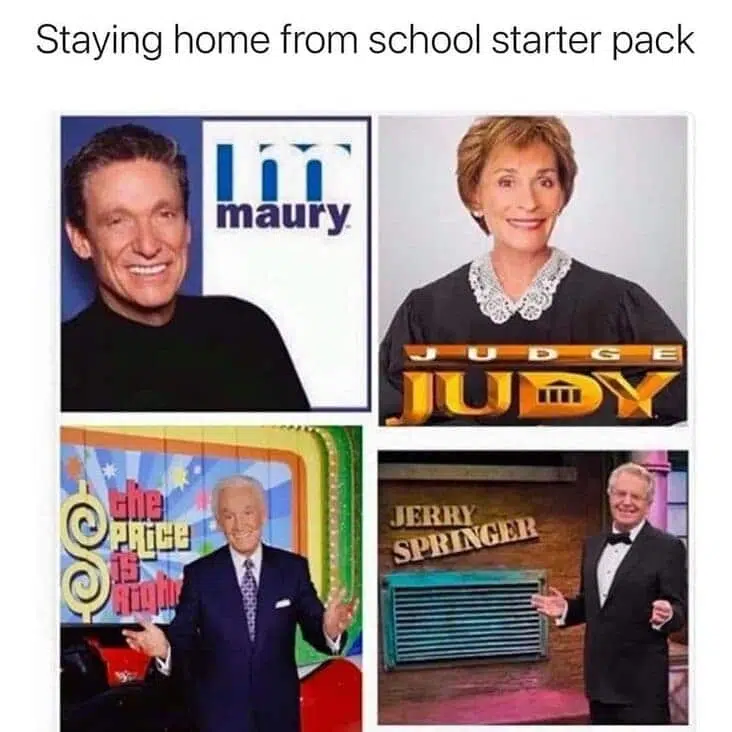 Staying home from school starter pack
m
maury
JUDGE
JUDY
the
PRiCE
is
Right
JERRY
SPRINGER